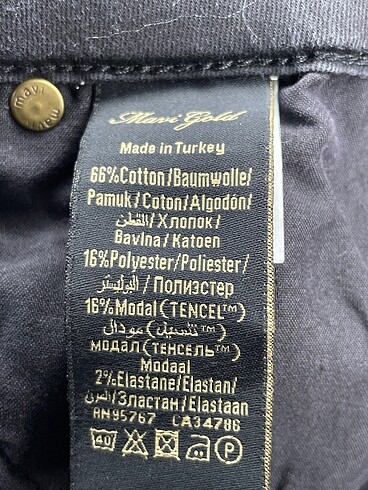 mavi
Mavi Gold
Made in Turkey
66%Cotton/Baumwolle/
Pamuk/Coton/Algodón/
القطن/Хлопок/
Bavlna/Katoen
16%Polyester/Poliester/
البوليستر/Полиэстер
16%Modal(TENCEL™)
مودال (تنسيل™)
модал(тенсель™)
Modaal
2%Elastane/Elastan/
المرن/Эластан/Elastaan
RN95767 CA34786
40 P